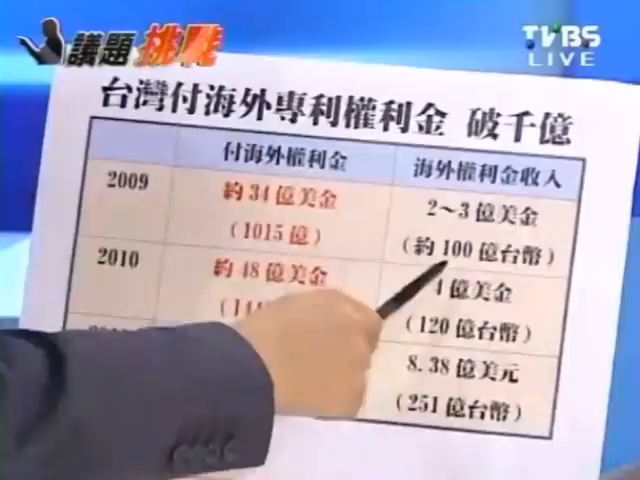 議題 挑戰
TVBS
LIVE
台灣付海外專利權利金 破千億
付海外權利金 海外權利金收入
2009 約34億美金 2~3億美金
(1015億) (約100億台幣)
2010 約48億美金 4億美金
(120億台幣)
8.38億美元
(251億台幣)